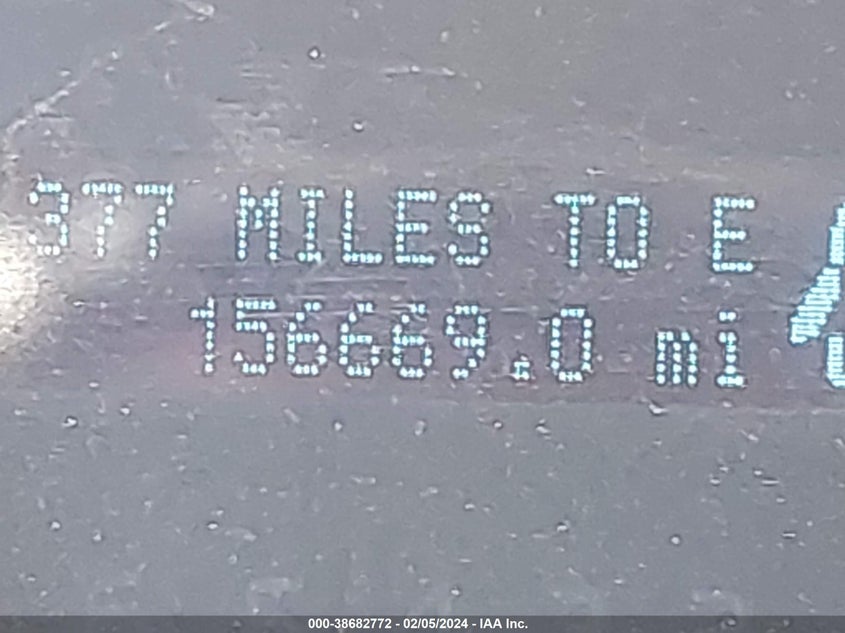 377 MILES TO E
156669.0 mi
000-38682772 - 02/05/2024 - IAA Inc.